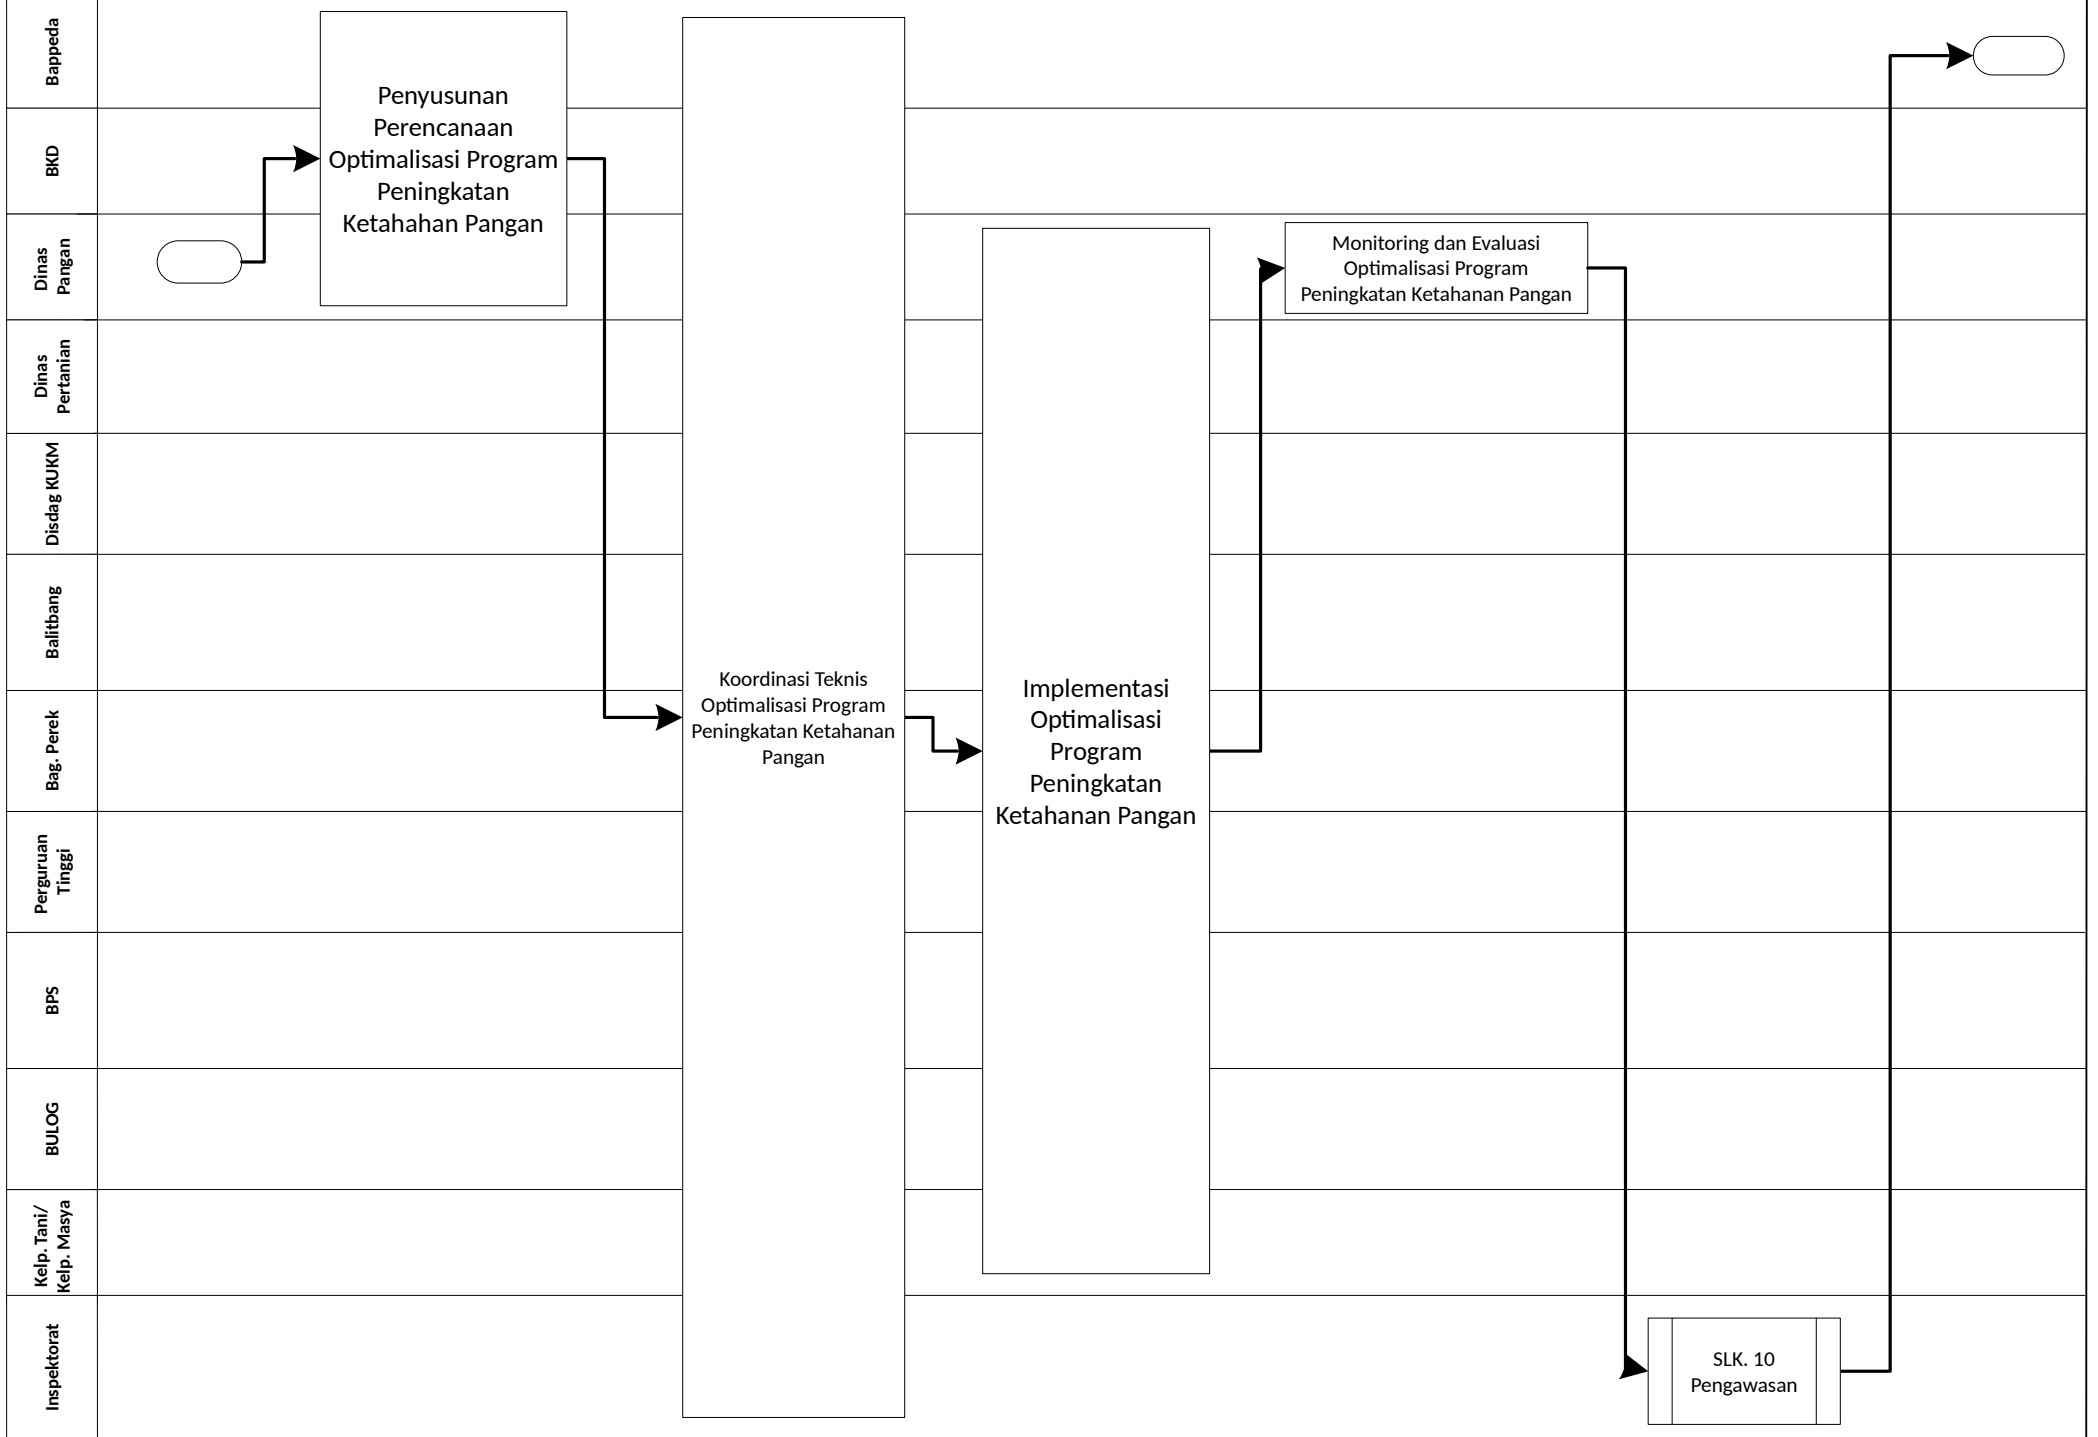 Bappeda
BKD
Dinas
Pangan
Dinas
Pertanian
Disdag KUKM
Balitbang
Bag. Perek
Perguruan
Tinggi
BPS
BULOG
Kelp. Tani/
Kelp. Masya
Inspektorat
Penyusunan
Perencanaan
Optimalisasi Program
Peningkatan
Ketahahan Pangan
Koordinasi Teknis
Optimalisasi Program
Peningkatan Ketahanan
Pangan
Implementasi
Optimalisasi
Program
Peningkatan
Ketahanan Pangan
Monitoring dan Evaluasi
Optimalisasi Program
Peningkatan Ketahanan Pangan
SLK. 10
Pengawasan